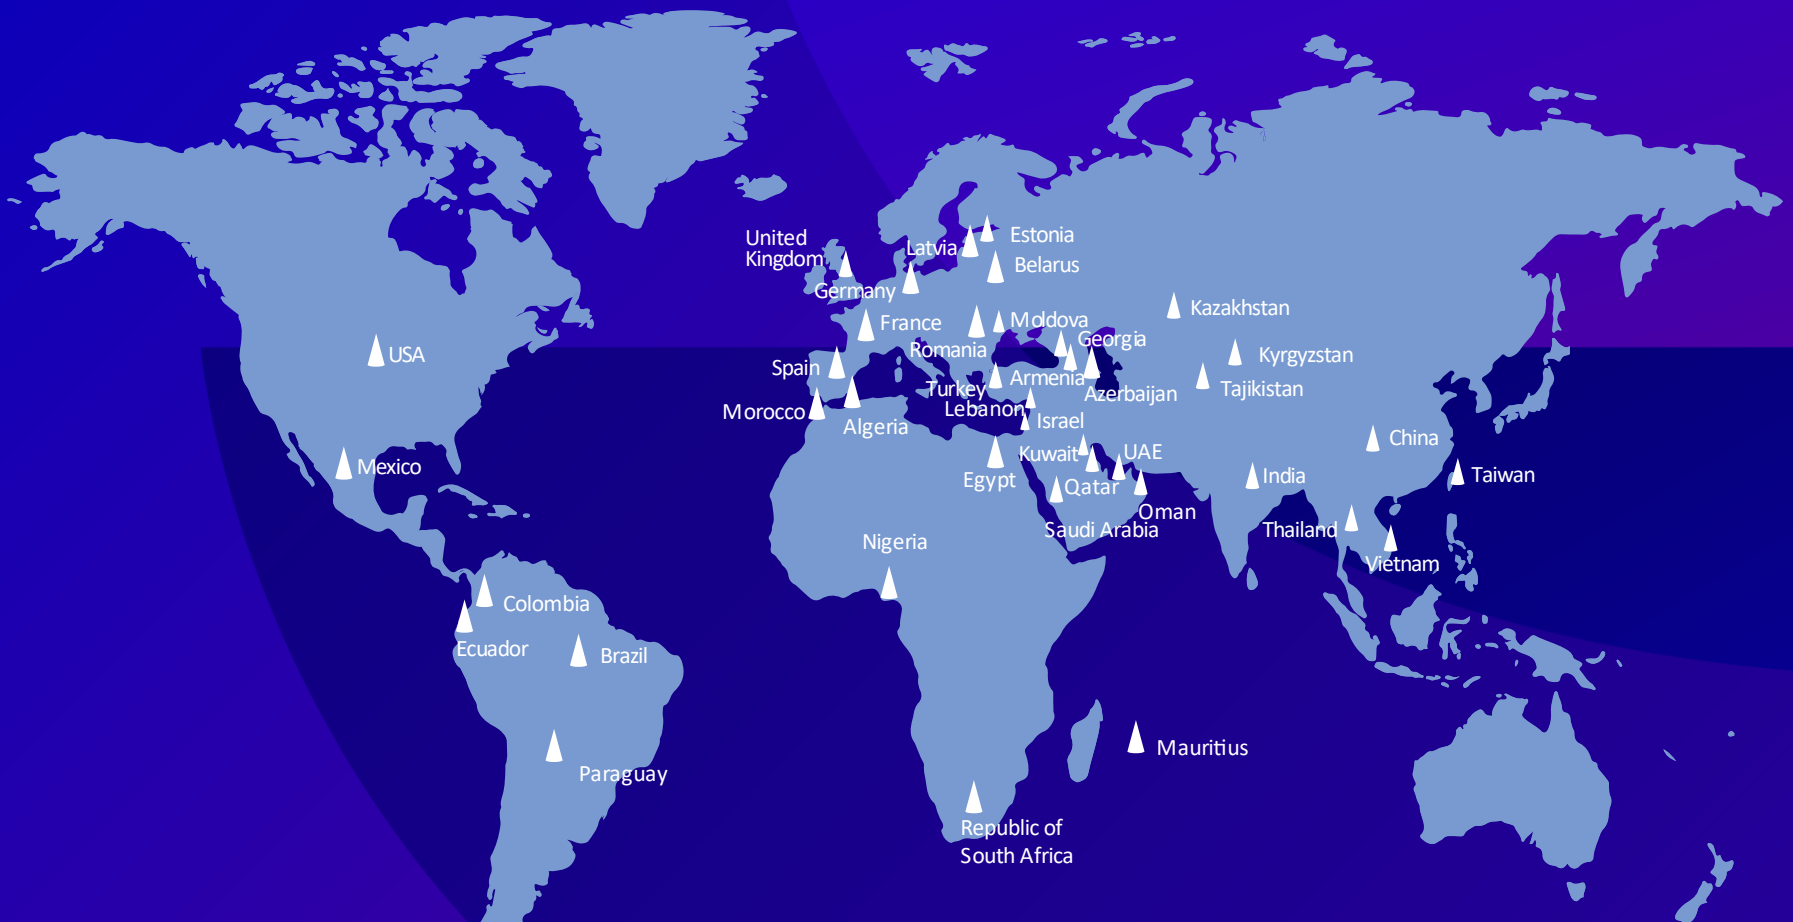 United
Kingdom
Latvia
Estonia
Belarus
Germany
France
Moldova
Romania
Georgia
Kazakhstan
USA
Spain
Turkey
Armenia
Azerbaijan
Kyrgyzstan
Tajikistan
Morocco
Algeria
Lebanon
Israel
Mexico
Egypt
Kuwait
UAE
Qatar
Oman
Saudi Arabia
China
India
Taiwan
Thailand
Vietnam
Nigeria
Colombia
Ecuador
Brazil
Paraguay
Mauritius
Republic of
South Africa